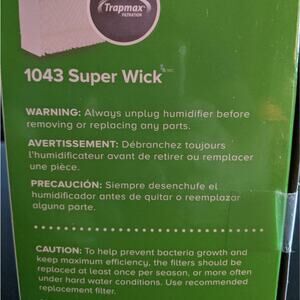 Trapmax
FILTRATION
1043 Super Wick
WARNING: Always unplug humidifier before
removing or replacing any parts.
AVERTISSEMENT: Débranchez toujours
l'humidificateur avant de retirer ou remplacer
une pièce.
PRECAUCIÓN: Siempre desenchufe el
humidificador antes de quitar o reemplazar
alguna parte.
CAUTION: To help prevent bacteria growth and
keep maximum efficiency, the filters should be
replaced at least once per season, or more often
under hard water conditions. Use recommended
replacement filter.